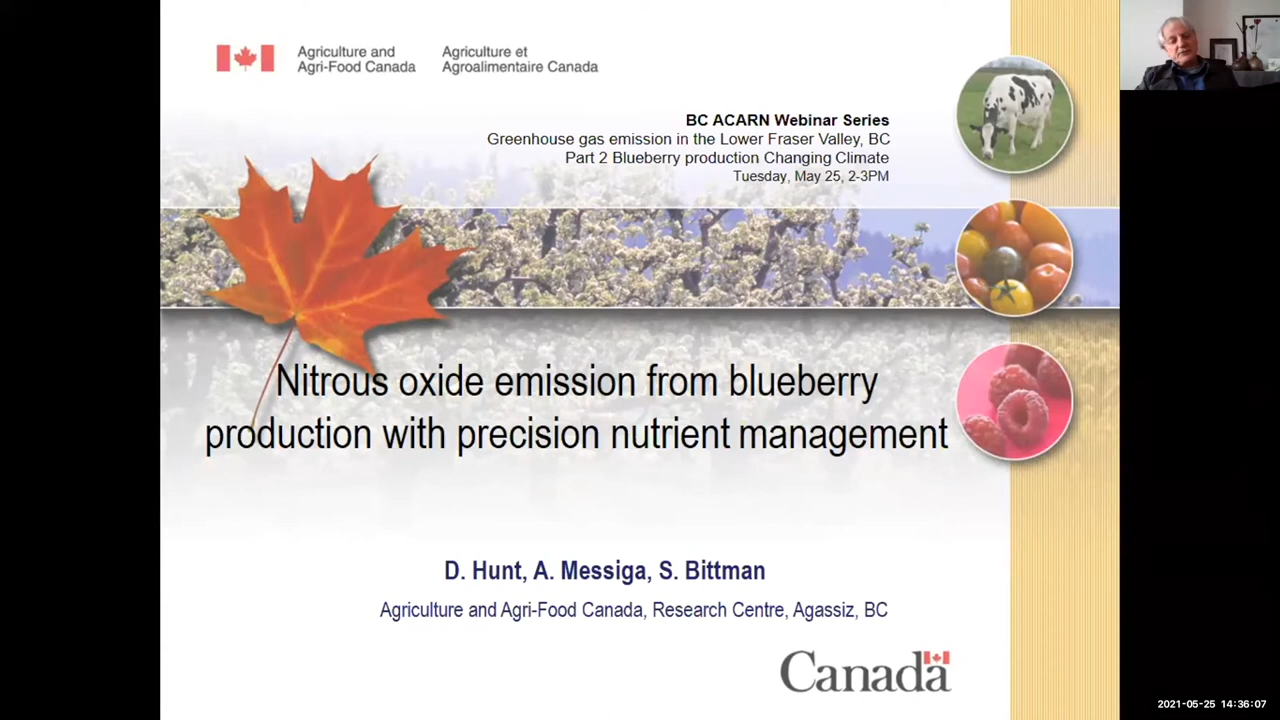 Agriculture and
Agri-Food Canada
Agriculture et
Agroalimentaire Canada
BC ACARN Webinar Series
Greenhouse gas emission in the Lower Fraser Valley, BC
Part 2 Blueberry production Changing Climate
Tuesday, May 25, 2-3PM
Nitrous oxide emission from blueberry
production with precision nutrient management
D. Hunt, A. Messiga, S. Bittman
Agriculture and Agri-Food Canada, Research Centre, Agassiz, BC
Canada
2021-05-25 14:36:07